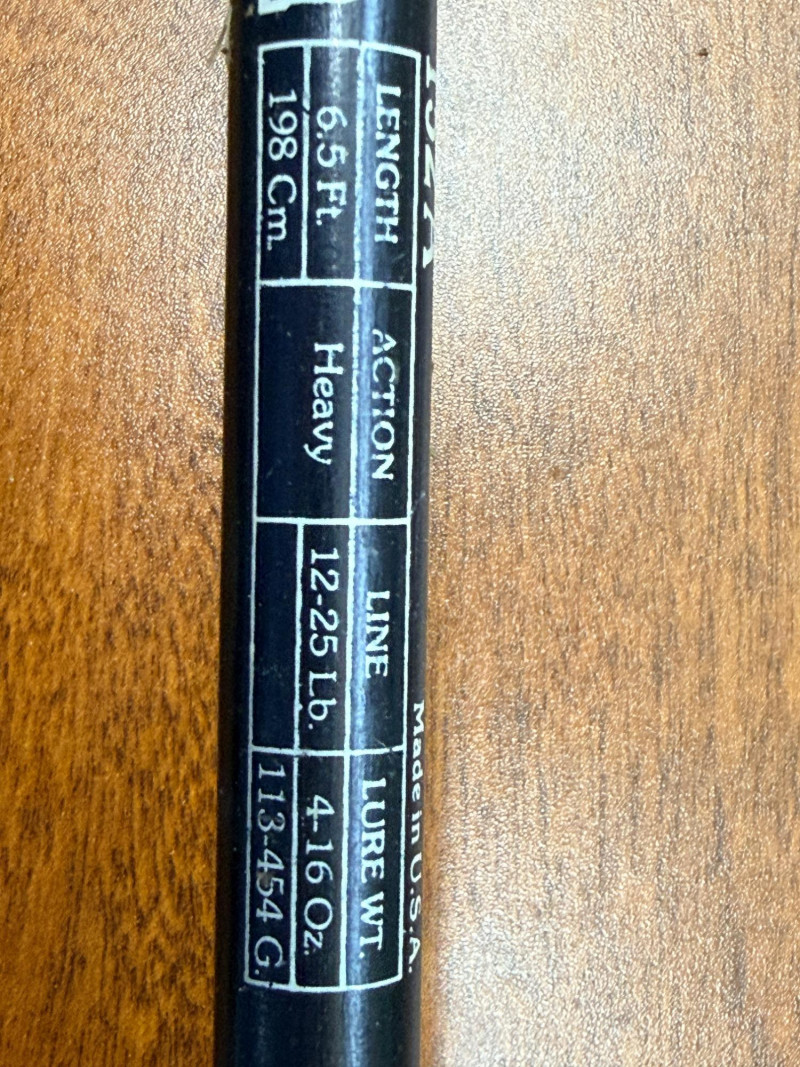 LENGTH ACTION LINE LURE WT.
6.5 Ft. Heavy 12-25 Lb. 4-16 Oz.
198 Cm. 113-454 G.
Made in U.S.A.